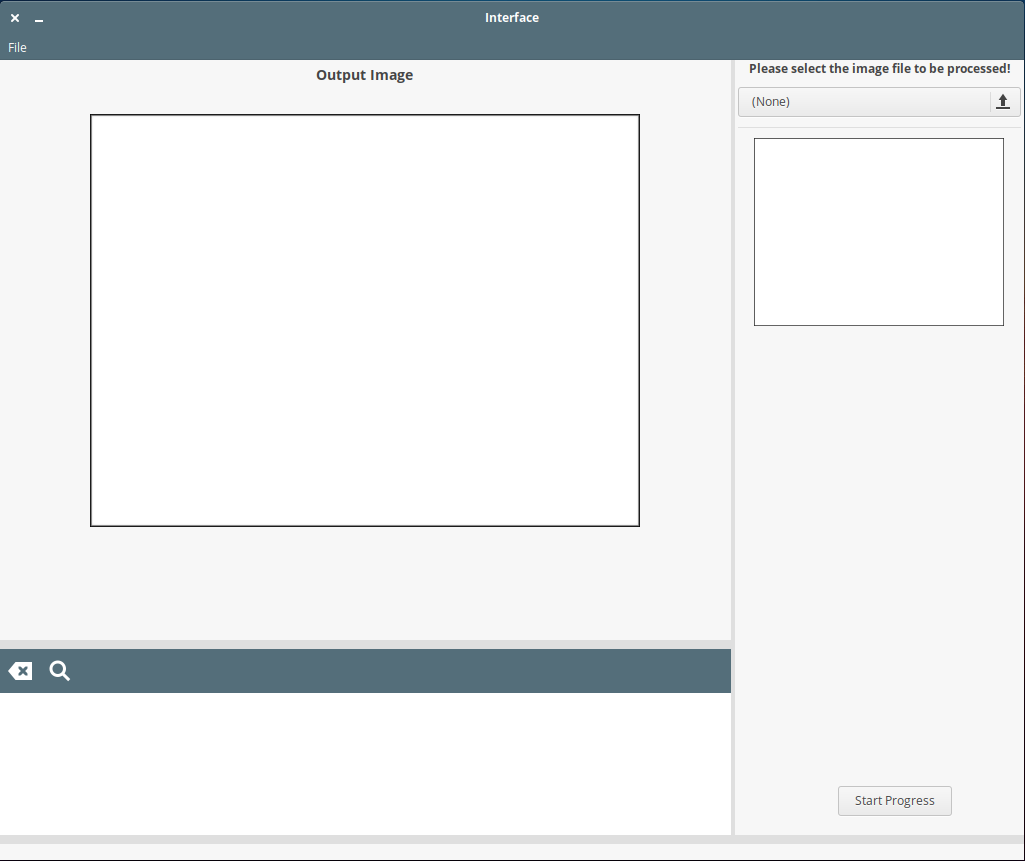 Interface
File
Output Image
Please select the image file to be processed!
(None)
Start Progress